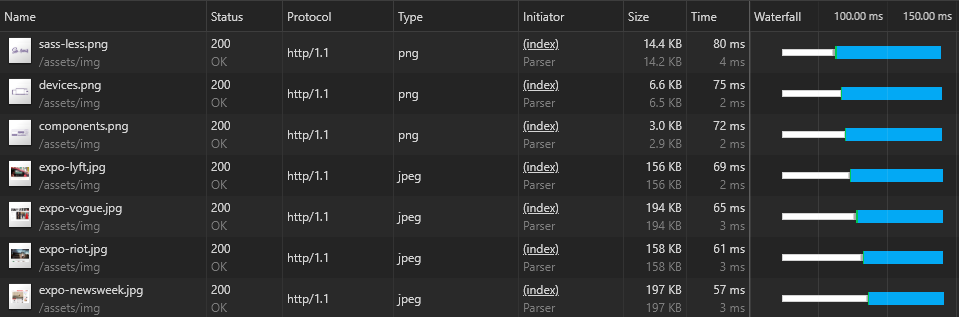 Name Status Protocol Type Initiator Size Time Waterfall 100.00 ms 150.00 ms
sass-less.png 200 http/1.1 png (index) 14.4 KB 80 ms
/assets/img OK Parser 14.2 KB 4 ms
devices.png 200 http/1.1 png (index) 6.6 KB 75 ms
/assets/img OK Parser 6.5 KB 2 ms
components.png 200 http/1.1 png (index) 3.0 KB 72 ms
/assets/img OK Parser 2.9 KB 2 ms
expo-lyft.jpg 200 http/1.1 jpeg (index) 156 KB 69 ms
/assets/img OK Parser 156 KB 2 ms
expo-vogue.jpg 200 http/1.1 jpeg (index) 194 KB 65 ms
/assets/img OK Parser 194 KB 3 ms
expo-riot.jpg 200 http/1.1 jpeg (index) 158 KB 61 ms
/assets/img OK Parser 158 KB 3 ms
expo-newsweek.jpg 200 http/1.1 jpeg (index) 197 KB 57 ms
/assets/img OK Parser 197 KB 3 ms